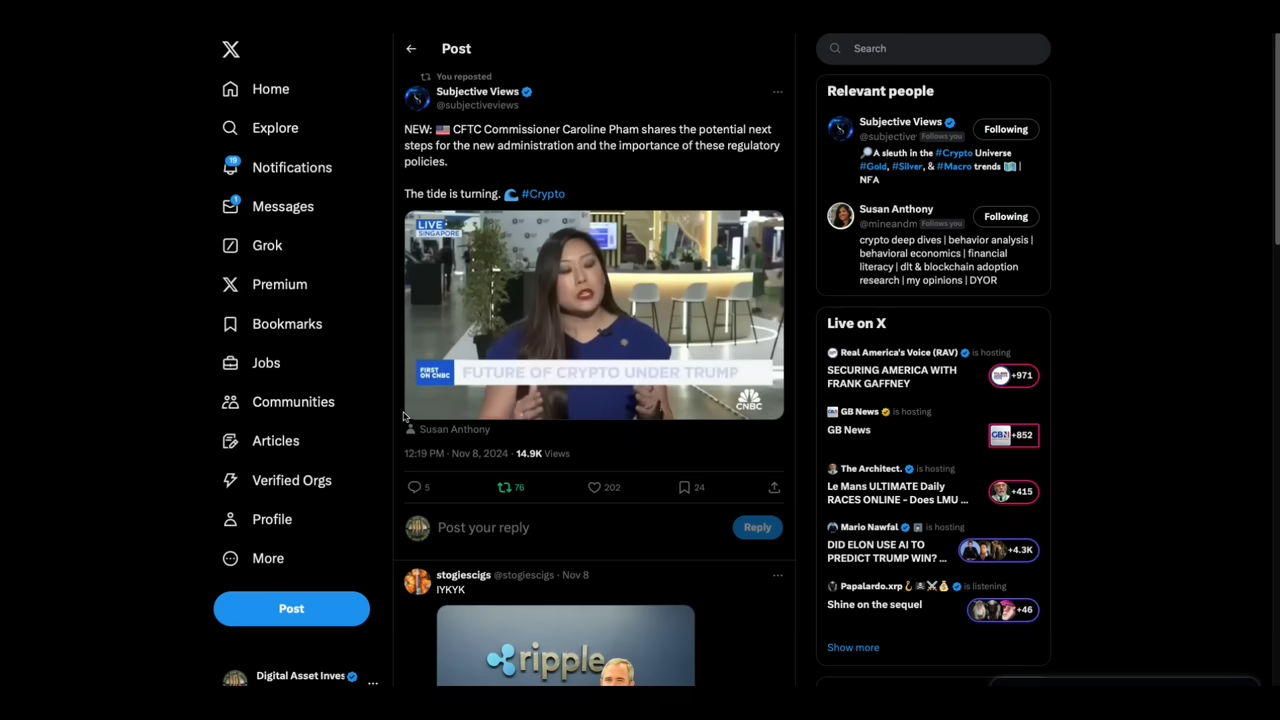 Home
Explore
19
Notifications
1
Messages
Grok
Premium
Bookmarks
Jobs
Communities
Articles
Verified Orgs
Profile
More
Post
Digital Asset Inves
...
Post
You reposted
Subjective Views
@subjectiveviews
NEW: 🇺🇸 CFTC Commissioner Caroline Pham shares the potential next
steps for the new administration and the importance of these regulatory
policies.
The tide is turning. 🌊 #Crypto
LIVE
SINGAPORE
FIRST
ON CNBC
FUTURE OF CRYPTO UNDER TRUMP
CNBC
Susan Anthony
12:19 PM · Nov 8, 2024 · 14.9K Views
5
76
202
24
Post your reply
Reply
stogiescigs @stogiescigs · Nov 8
IYKYK
ripple
Search
Relevant people
Subjective Views
@subjective
Follows you
Following
🔎A sleuth in the #Crypto Universe
#Gold, #Silver, & #Macro trends 🗺️ |
NFA
Susan Anthony
@mineandm
Follows you
Following
crypto deep dives | behavior analysis |
behavioral economics | financial
literacy | dlt & blockchain adoption
research | my opinions | DYOR
Live on X
Real America's Voice (RAV) is hosting
SECURING AMERICA WITH
FRANK GAFFNEY
+971
GB News is hosting
GB News
GBN
+852
The Architect. is hosting
Le Mans ULTIMATE Daily
RACES ONLINE - Does LMU ...
+415
Mario Nawfal is hosting
DID ELON USE AI TO
PREDICT TRUMP WIN? ...
+4.3K
Papalardo.xrp is listening
Shine on the sequel
+46
Show more